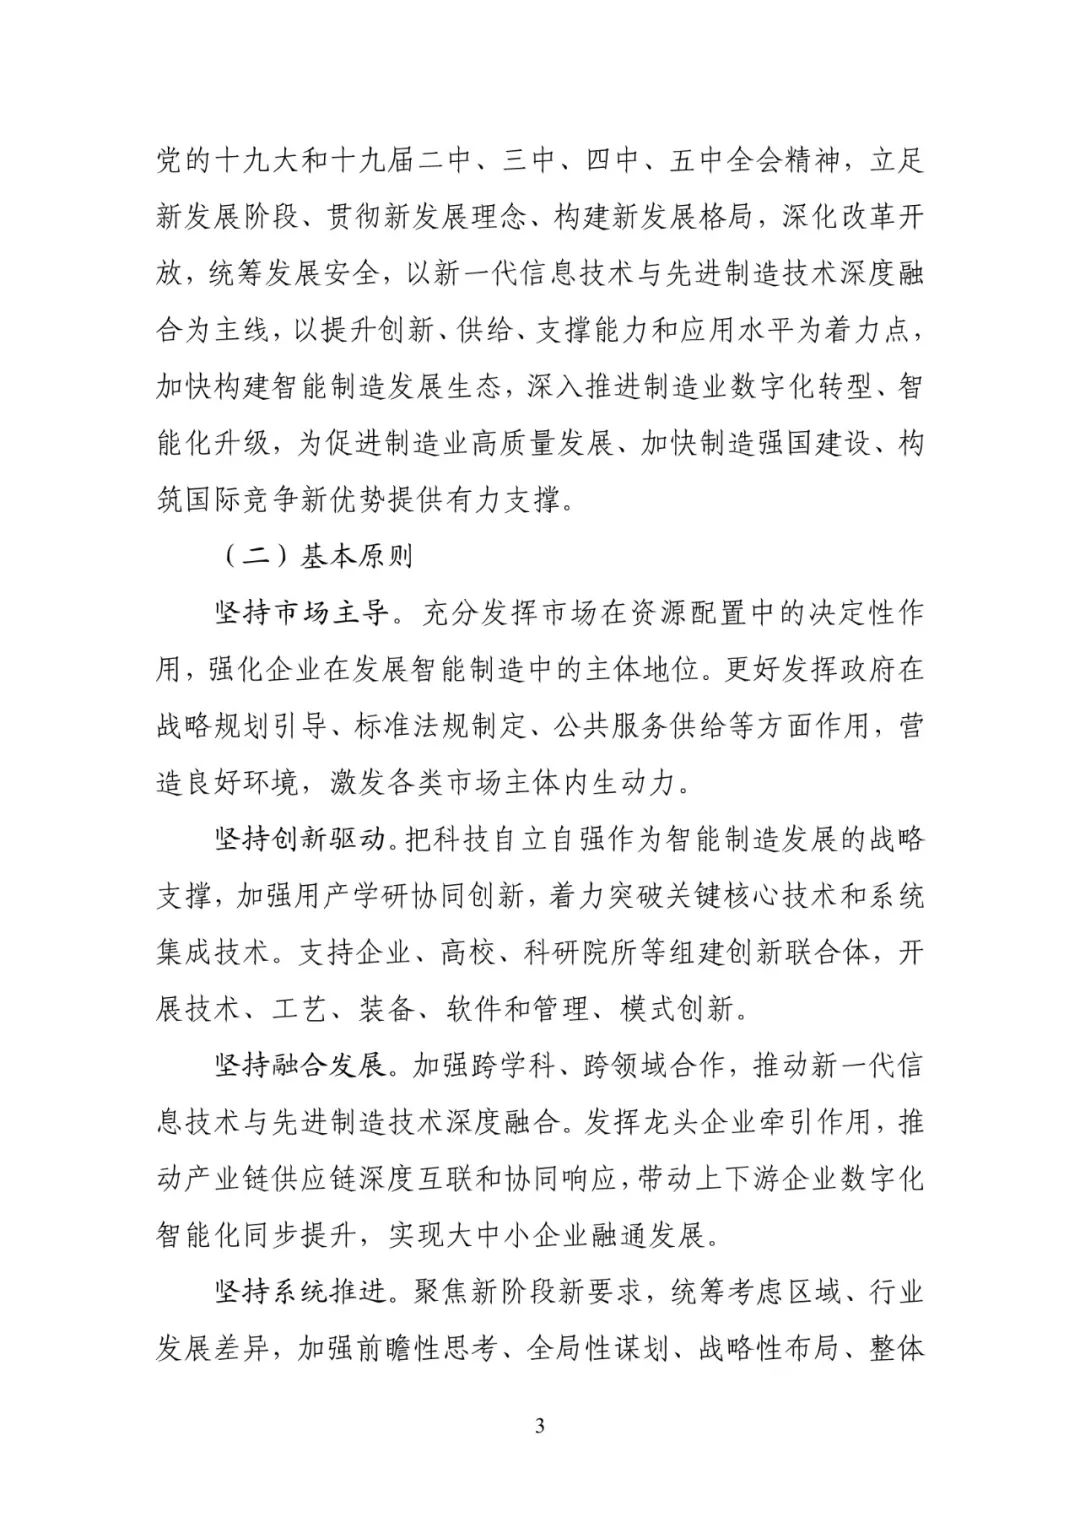 党的十九大和十九届二中、三中、四中、五中全会精神，立足
新发展阶段、贯彻新发展理念、构建新发展格局，深化改革开
放，统筹发展安全，以新一代信息技术与先进制造技术深度融
合为主线，以提升创新、供给、支撑能力和应用水平为着力点，
加快构建智能制造发展生态，深入推进制造业数字化转型、智
能化升级，为促进制造业高质量发展、加快制造强国建设、构
筑国际竞争新优势提供有力支撑。
（二）基本原则
坚持市场主导。充分发挥市场在资源配置中的决定性作
用，强化企业在发展智能制造中的主体地位。更好发挥政府在
战略规划引导、标准法规制定、公共服务供给等方面作用，营
造良好环境，激发各类市场主体内生动力。
坚持创新驱动。把科技自立自强作为智能制造发展的战略
支撑，加强用产学研协同创新，着力突破关键核心技术和系统
集成技术。支持企业、高校、科研院所等组建创新联合体，开
展技术、工艺、装备、软件和管理、模式创新。
坚持融合发展。加强跨学科、跨领域合作，推动新一代信
息技术与先进制造技术深度融合。发挥龙头企业牵引作用，推
动产业链供应链深度互联和协同响应，带动上下游企业数字化
智能化同步提升，实现大中小企业融通发展。
坚持系统推进。聚焦新阶段新要求，统筹考虑区域、行业
发展差异，加强前瞻性思考、全局性谋划、战略性布局、整体
3